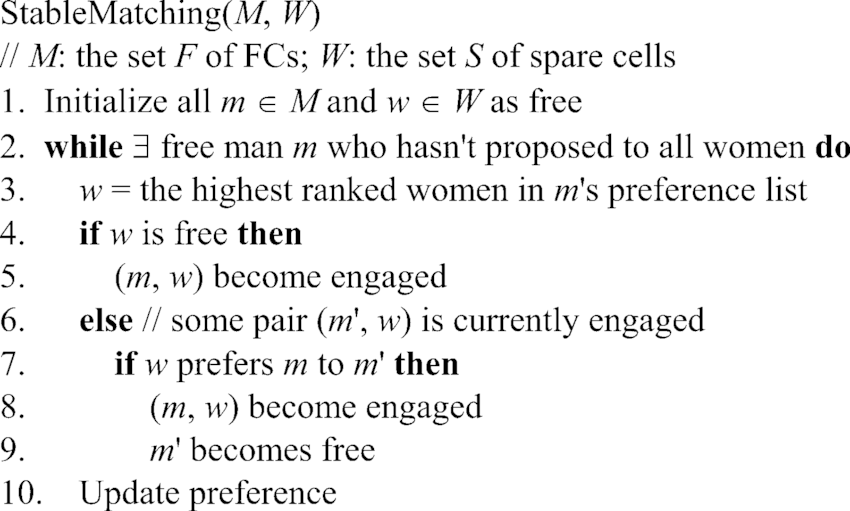 StableMatching(M, W)
// M: the set F of FCs; W: the set S of spare cells
1. Initialize all m ∈ M and w ∈ W as free
2. while ∃ free man m who hasn't proposed to all women do
3. w = the highest ranked women in m's preference list
4. if w is free then
5. (m, w) become engaged
6. else // some pair (m', w) is currently engaged
7. if w prefers m to m' then
8. (m, w) become engaged
9. m' becomes free
10. Update preference